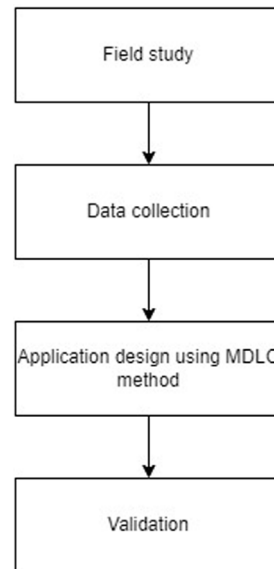 Field study
Data collection
Application design using MDLC
method
Validation